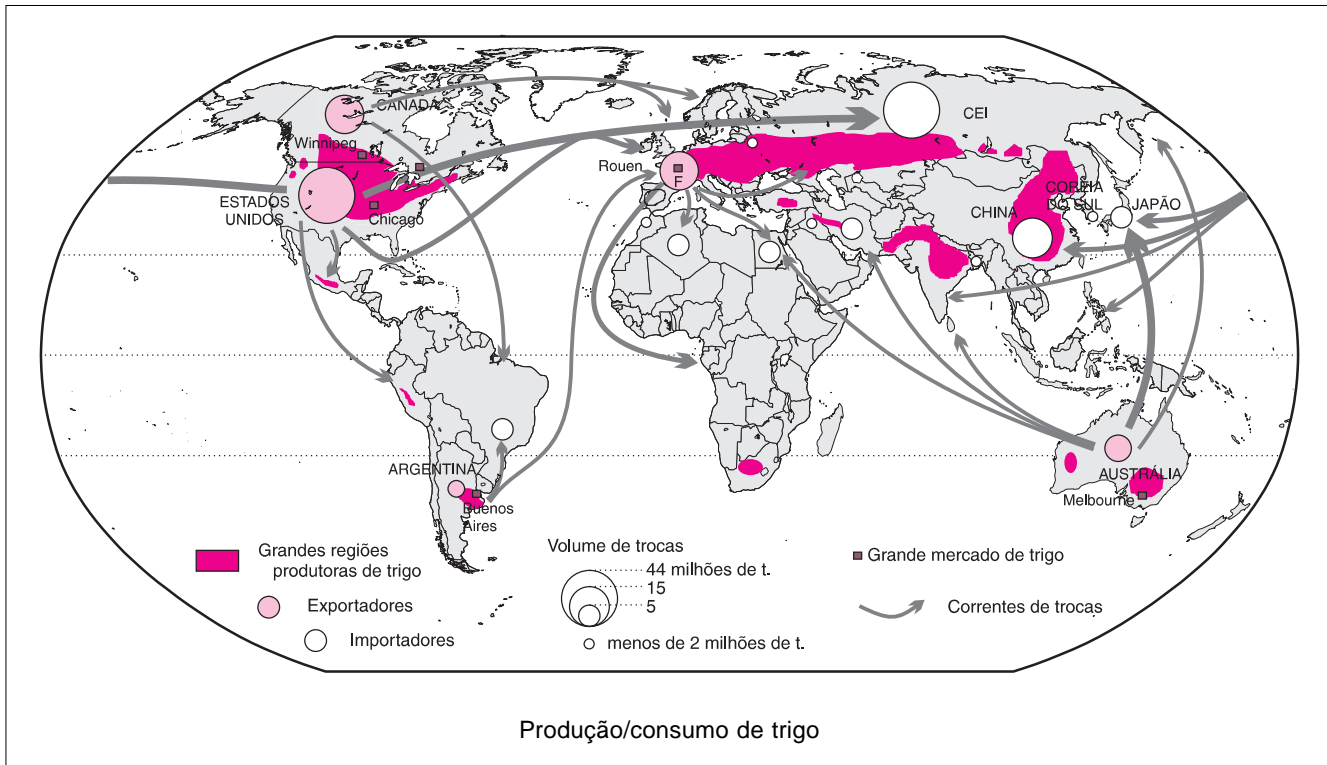 CANADÁ
CEI
Winnipeg
Rouen
F
ESTADOS
UNIDOS
Chicago
CORÉIA
DO SUL
JAPÃO
CHINA
ARGENTINA
Buenos
Aires
AUSTRÁLIA
Melbourne
Grandes regiões
produtoras de trigo
Exportadores
Importadores
Volume de trocas
44 milhões de t.
15
5
menos de 2 milhões de t.
Grande mercado de trigo
Correntes de trocas
Produção/consumo de trigo